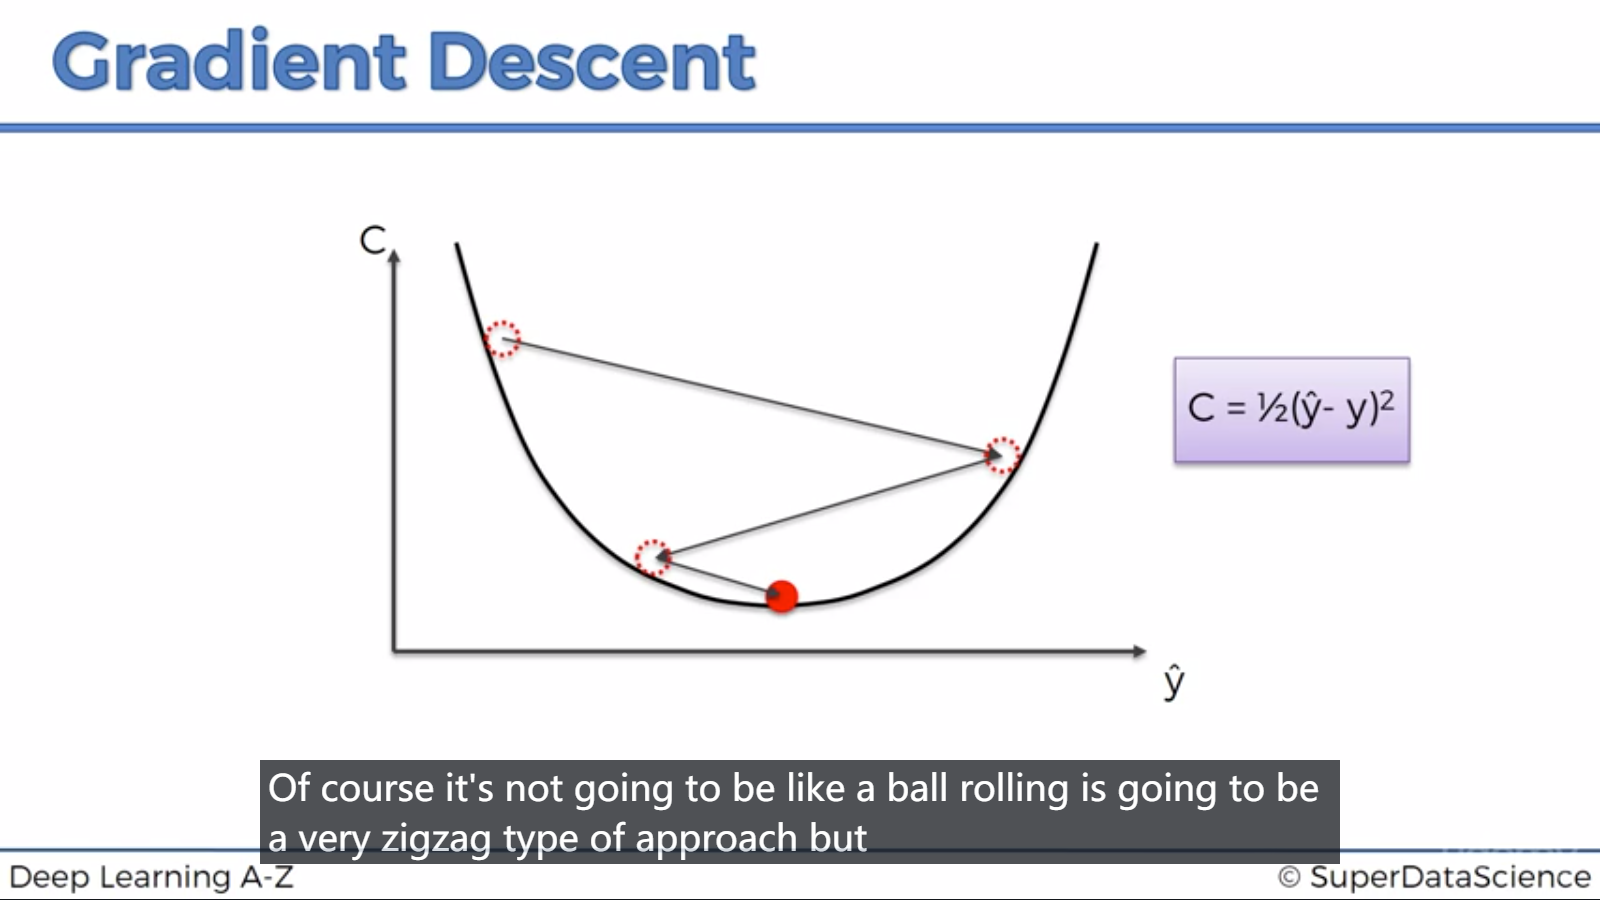 Gradient Descent
C
C = ½(ŷ- y)²
ŷ
Of course it's not going to be like a ball rolling is going to be
a very zigzag type of approach but
Deep Learning A-Z
© SuperDataScience